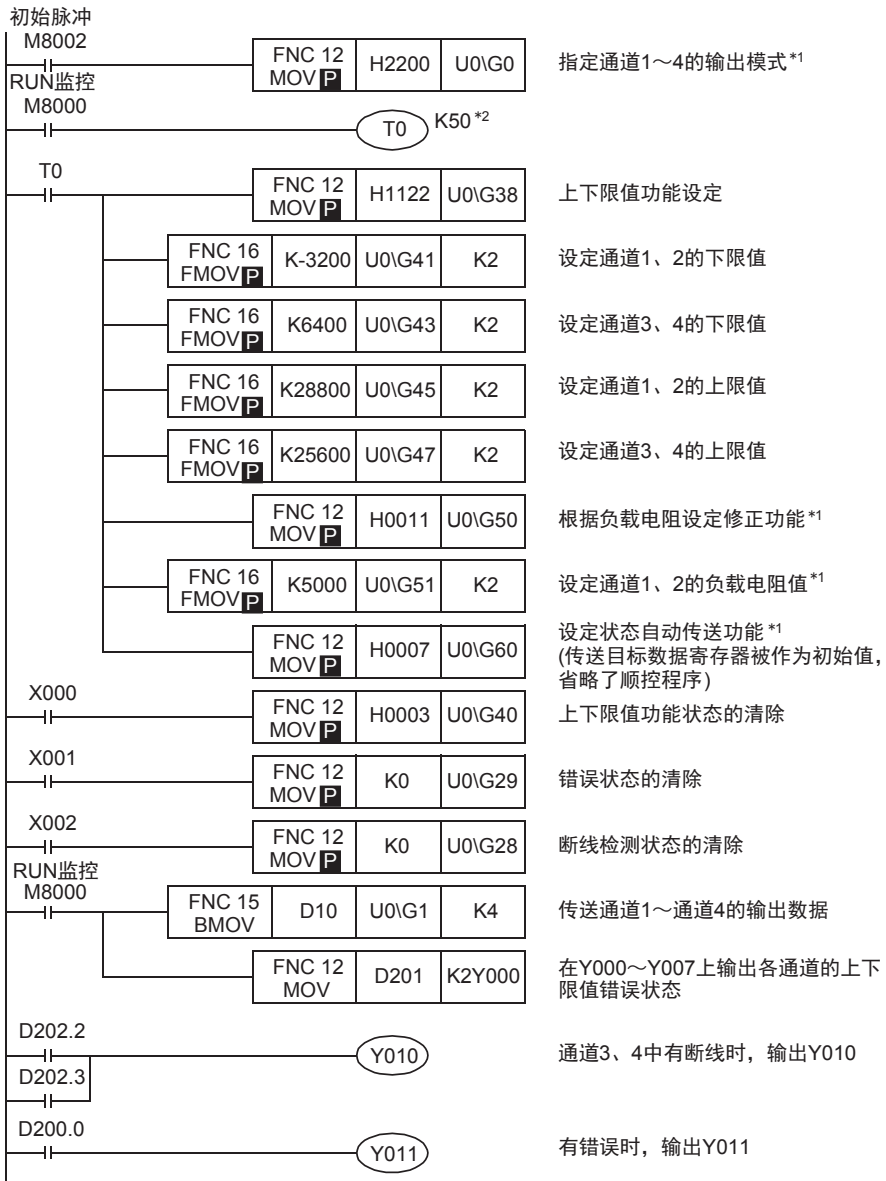 初始脉冲
M8002
FNC 12
MOV P
H2200
U0\G0
指定通道1～4的输出模式*1
RUN监控
M8000
T0
K50*2
T0
FNC 12
MOV P
H1122
U0\G38
上下限值功能设定
FNC 16
FMOV P
K-3200
U0\G41
K2
设定通道1、2的下限值
FNC 16
FMOV P
K6400
U0\G43
K2
设定通道3、4的下限值
FNC 16
FMOV P
K28800
U0\G45
K2
设定通道1、2的上限值
FNC 16
FMOV P
K25600
U0\G47
K2
设定通道3、4的上限值
FNC 12
MOV P
H0011
U0\G50
根据负载电阻设定修正功能*1
FNC 16
FMOV P
K5000
U0\G51
K2
设定通道1、2的负载电阻值*1
FNC 12
MOV P
H0007
U0\G60
设定状态自动传送功能*1
(传送目标数据寄存器被作为初始值，
省略了顺控程序)
X000
FNC 12
MOV P
H0003
U0\G40
上下限值功能状态的清除
X001
FNC 12
MOV P
K0
U0\G29
错误状态的清除
X002
FNC 12
MOV P
K0
U0\G28
断线检测状态的清除
RUN监控
M8000
FNC 15
BMOV
D10
U0\G1
K4
传送通道1～通道4的输出数据
FNC 12
MOV
D201
K2Y000
在Y000～Y007上输出各通道的上下
限值错误状态
D202.2
Y010
通道3、4中有断线时，输出Y010
D202.3
D200.0
Y011
有错误时，输出Y011